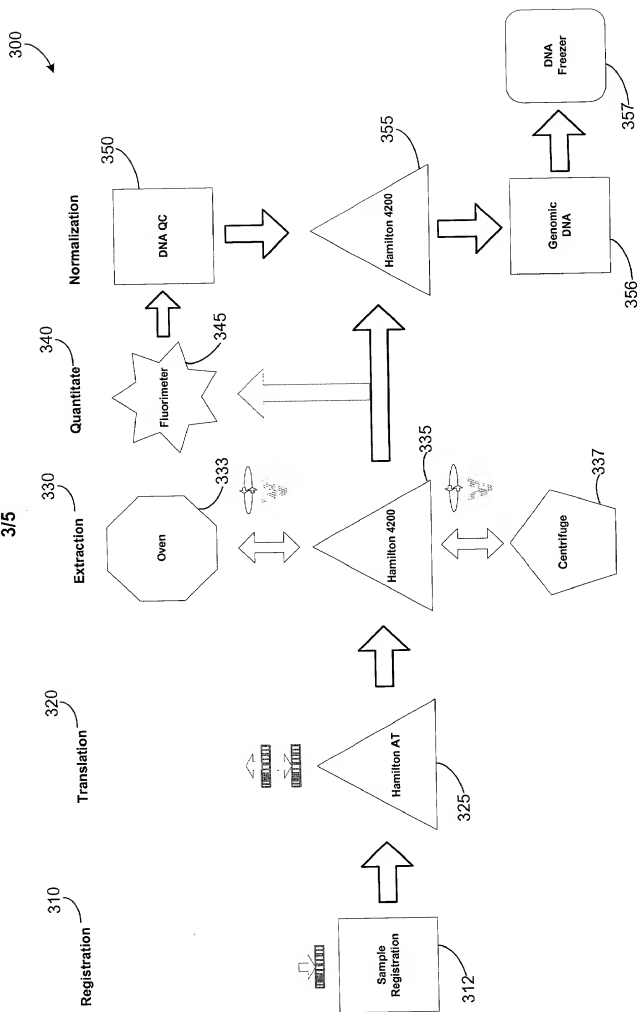 3/5
300
Registration
310
Translation
320
Extraction
330
Quantitate
340
Normalization
Sample
Registration
312
Hamilton AT
325
Oven
333
Hamilton 4200
335
Centrifuge
337
Fluorimeter
345
DNA QC
350
Hamilton 4200
355
Genomic
DNA
356
DNA
Freezer
357